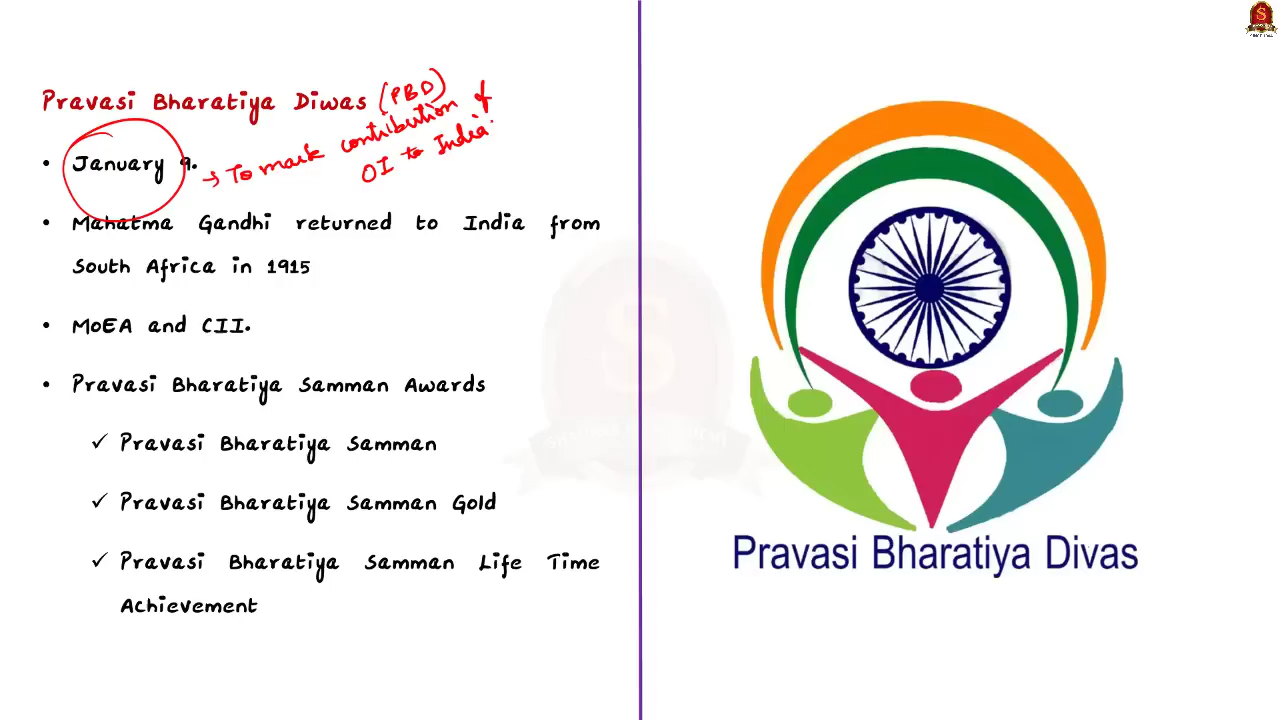 Pravasi Bharatiya Diwas (PBD)
• January 9.
→ To mark contribution of
OI to India.
• Mahatma Gandhi returned to India from
South Africa in 1915
• MoEA and CII.
• Pravasi Bharatiya Samman Awards
✓ Pravasi Bharatiya Samman
✓ Pravasi Bharatiya Samman Gold
✓ Pravasi Bharatiya Samman Life Time
Achievement
Pravasi Bharatiya Divas